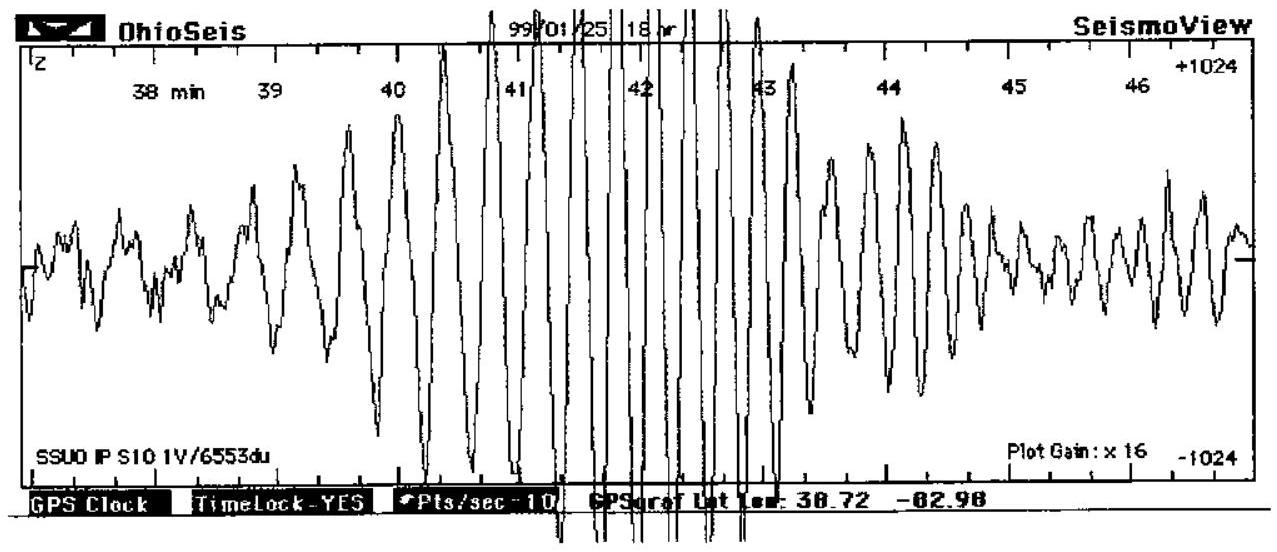 OhioSeis 99/01/25 18 hr SeismoView
Z +1024
38 min 39 40 41 42 43 44 45 46
SSUO IP S10 1V/6553du Plot Gain: x 16 -1024
GPS Clock TimeLock-YES Pts/sec-10 Lat 38.72 -82.98